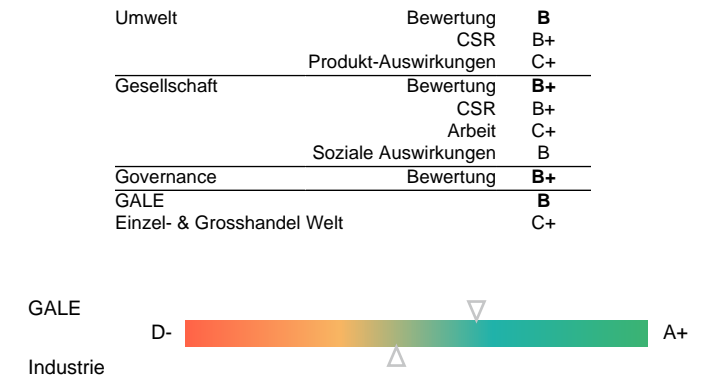 Umwelt Bewertung B
CSR B+
Produkt-Auswirkungen C+
Gesellschaft Bewertung B+
CSR B+
Arbeit C+
Soziale Auswirkungen B
Governance Bewertung B+
GALE B
Einzel- & Grosshandel Welt C+
GALE
D- A+
Industrie